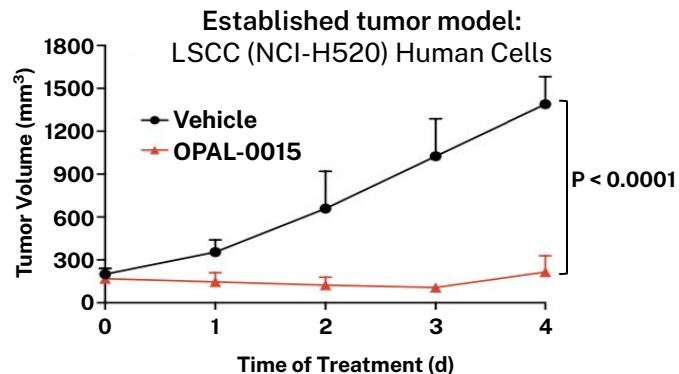 Established tumor model:
LSCC (NCI-H520) Human Cells
Tumor Volume (mm³)
1800
1500
1200
900
600
300
0
Vehicle
OPAL-0015
P < 0.0001
0 1 2 3 4
Time of Treatment (d)